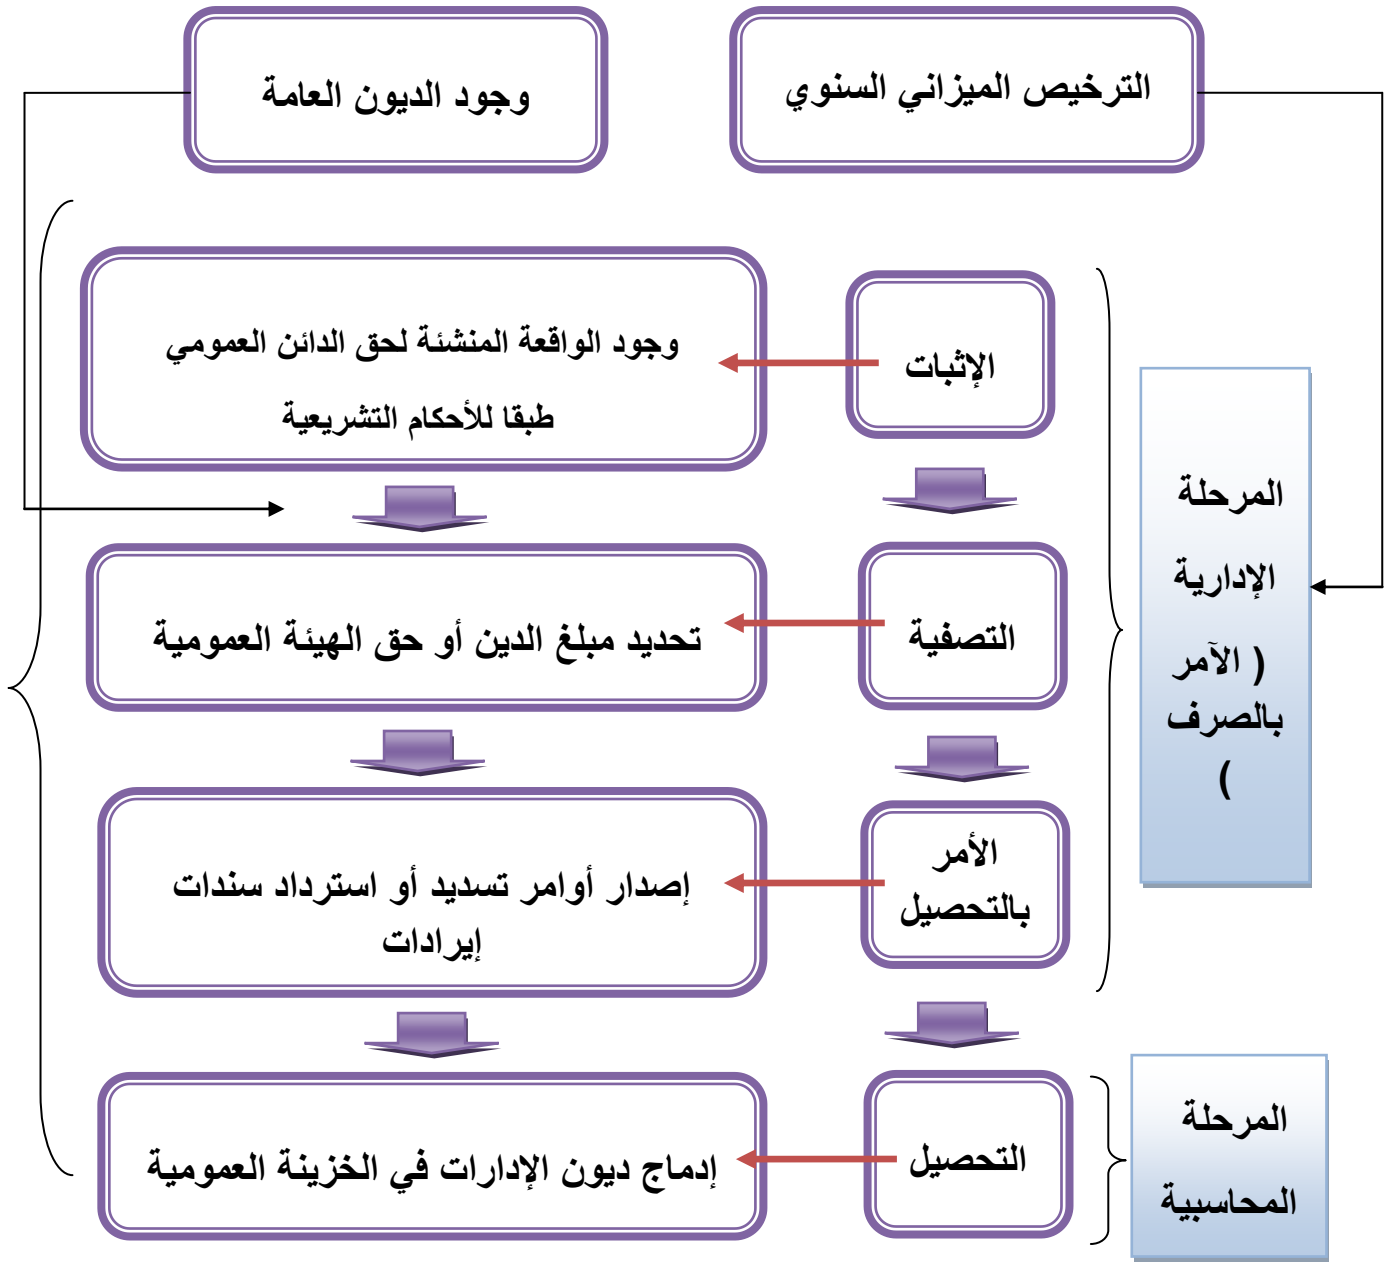 الترخيص الميزاني السنوي
وجود الديون العامة
المرحلة
الإدارية
( الآمر
بالصرف
)
الإثبات
وجود الواقعة المنشئة لحق الدائن العمومي
طبقا للأحكام التشريعية
التصفية
تحديد مبلغ الدين أو حق الهيئة العمومية
الأمر
بالتحصيل
إصدار أوامر تسديد أو استرداد سندات
إيرادات
المرحلة
المحاسبية
التحصيل
إدماج ديون الإدارات في الخزينة العمومية